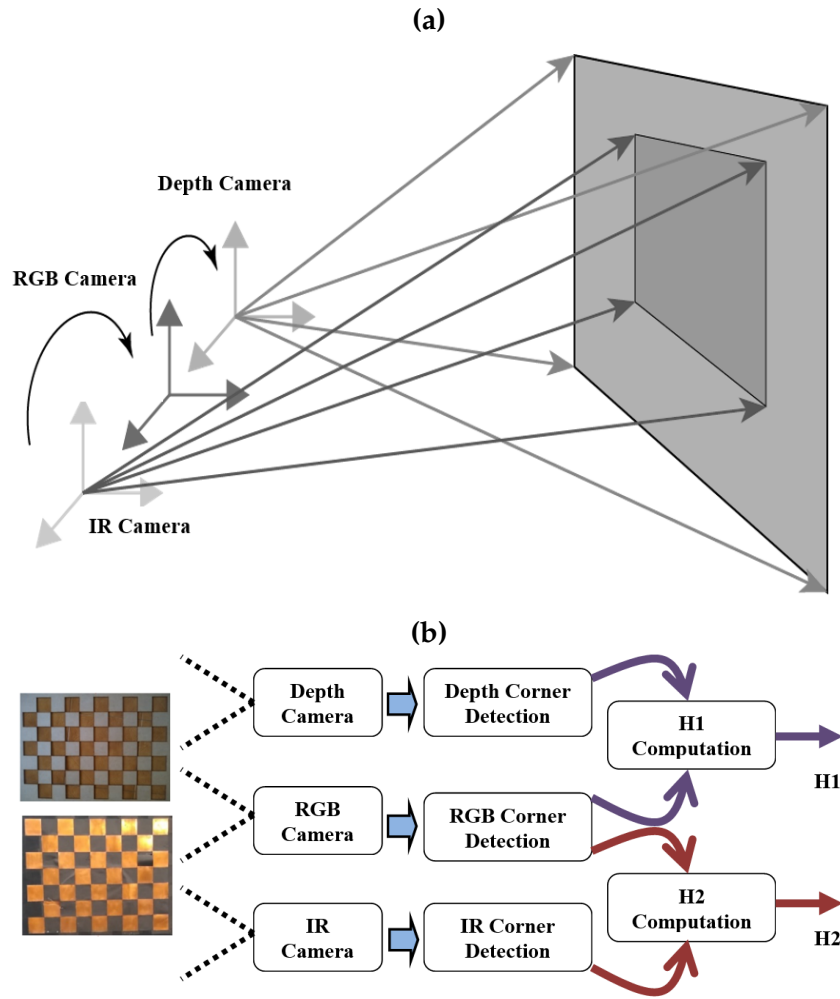 (a)
Depth Camera
RGB Camera
IR Camera
(b)
Depth
Camera
Depth Corner
Detection
H1
Computation
H1
RGB
Camera
RGB Corner
Detection
H2
Computation
H2
IR
Camera
IR Corner
Detection